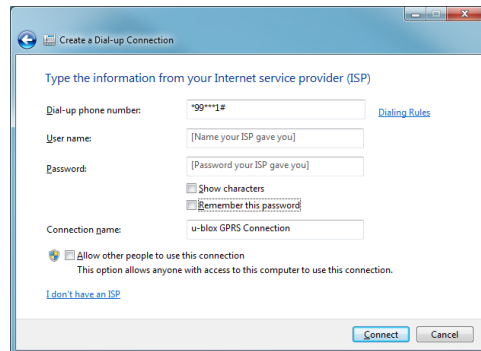 Create a Dial-up Connection
Type the information from your Internet service provider (ISP)
Dial-up phone number: *99***1# Dialing Rules
User name: [Name your ISP gave you]
Password: [Password your ISP gave you]
Show characters
Remember this password
Connection name: u-blox GPRS Connection
Allow other people to use this connection
This option allows anyone with access to this computer to use this connection.
I don't have an ISP
Connect Cancel